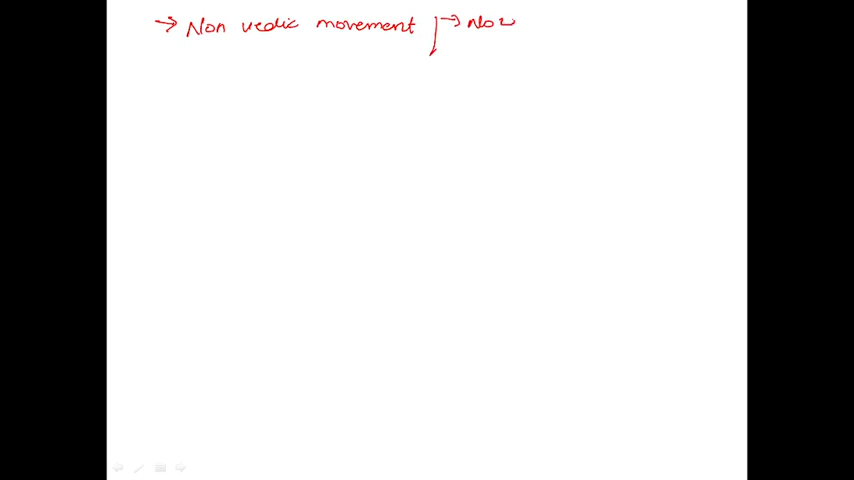 → Non vedic movement → No